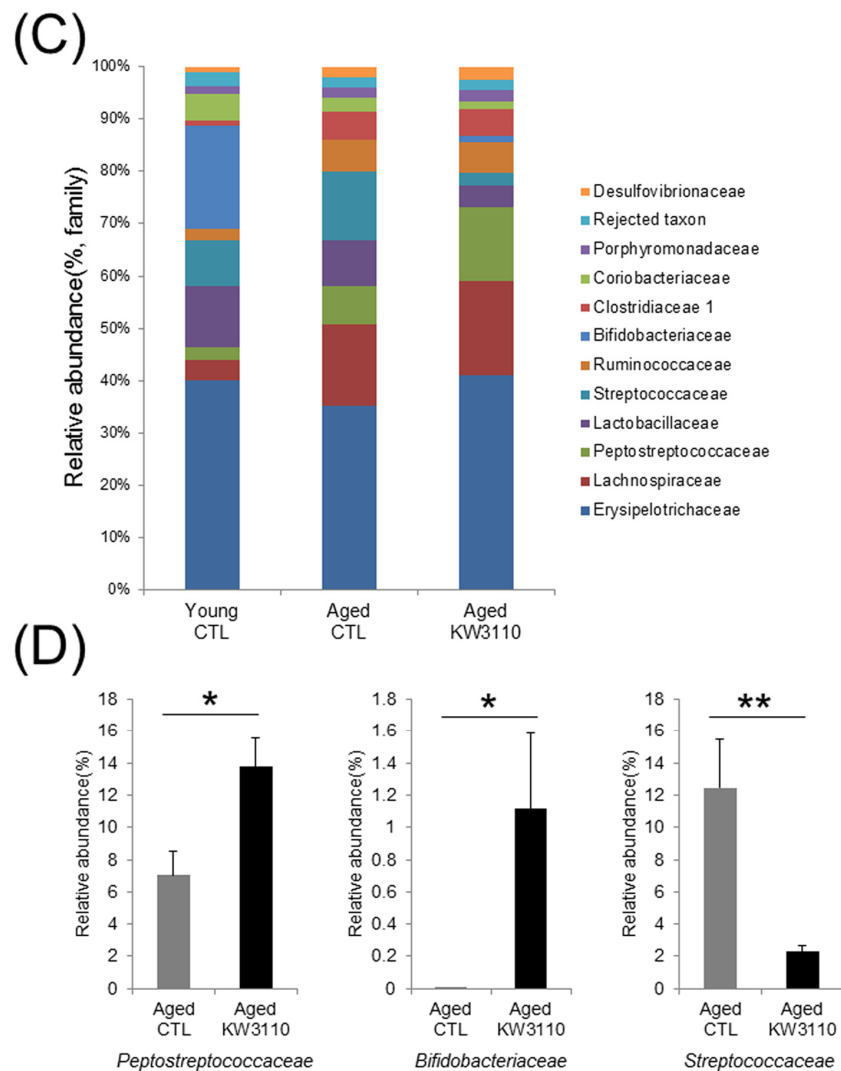 (C)
Relative abundance(%, family)
100%
90%
80%
70%
60%
50%
40%
30%
20%
10%
0%
Young
CTL
Aged
CTL
Aged
KW3110
Desulfovibrionaceae
Rejected taxon
Porphyromonadaceae
Coriobacteriaceae
Clostridiaceae 1
Bifidobacteriaceae
Ruminococcaceae
Streptococcaceae
Lactobacillaceae
Peptostreptococcaceae
Lachnospiraceae
Erysipelotrichaceae
(D)
Relative abundance(%)
18
16
14
12
10
8
6
4
2
0
*
Aged
CTL
Aged
KW3110
Peptostreptococcaceae
Relative abundance(%)
1.8
1.6
1.4
1.2
1
0.8
0.6
0.4
0.2
0
*
Aged
CTL
Aged
KW3110
Bifidobacteriaceae
Relative abundance(%)
18
16
14
12
10
8
6
4
2
0
**
Aged
CTL
Aged
KW3110
Streptococcaceae